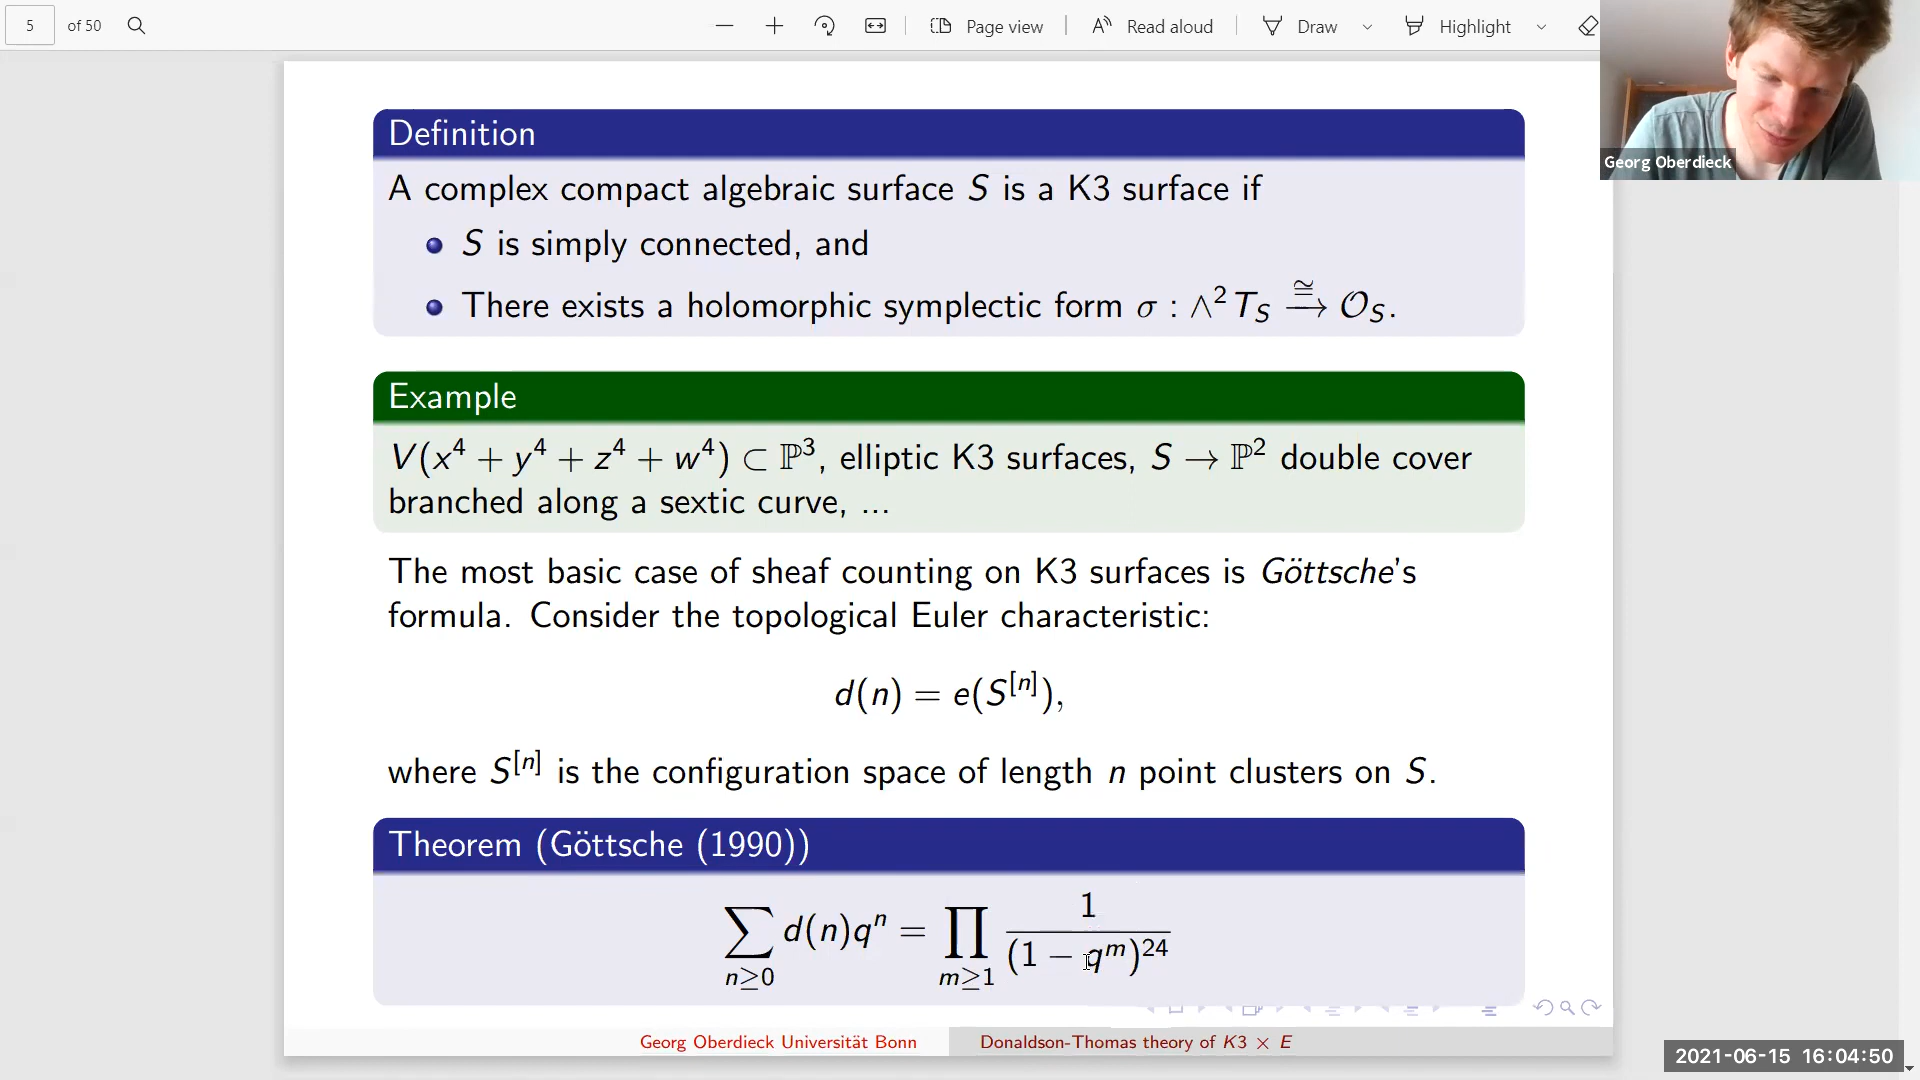 5 of 50 Page view Read aloud Draw Highlight
Georg Oberdieck
Definition
A complex compact algebraic surface S is a K3 surface if
S is simply connected, and
There exists a holomorphic symplectic form σ : ∧² T_S ≅→ 𝒪_S.
Example
V(x⁴ + y⁴ + z⁴ + w⁴) ⊂ ℙ³, elliptic K3 surfaces, S → ℙ² double cover
branched along a sextic curve, ...
The most basic case of sheaf counting on K3 surfaces is Göttsche's
formula. Consider the topological Euler characteristic:
d(n) = e(S^{[n]}),
where S^{[n]} is the configuration space of length n point clusters on S.
Theorem (Göttsche (1990))
∑_{n≥0} d(n)qⁿ = ∏_{m≥1} 1/(1 − q^m)^{24}
Georg Oberdieck Universität Bonn Donaldson-Thomas theory of K3 × E
2021-06-15 16:04:50